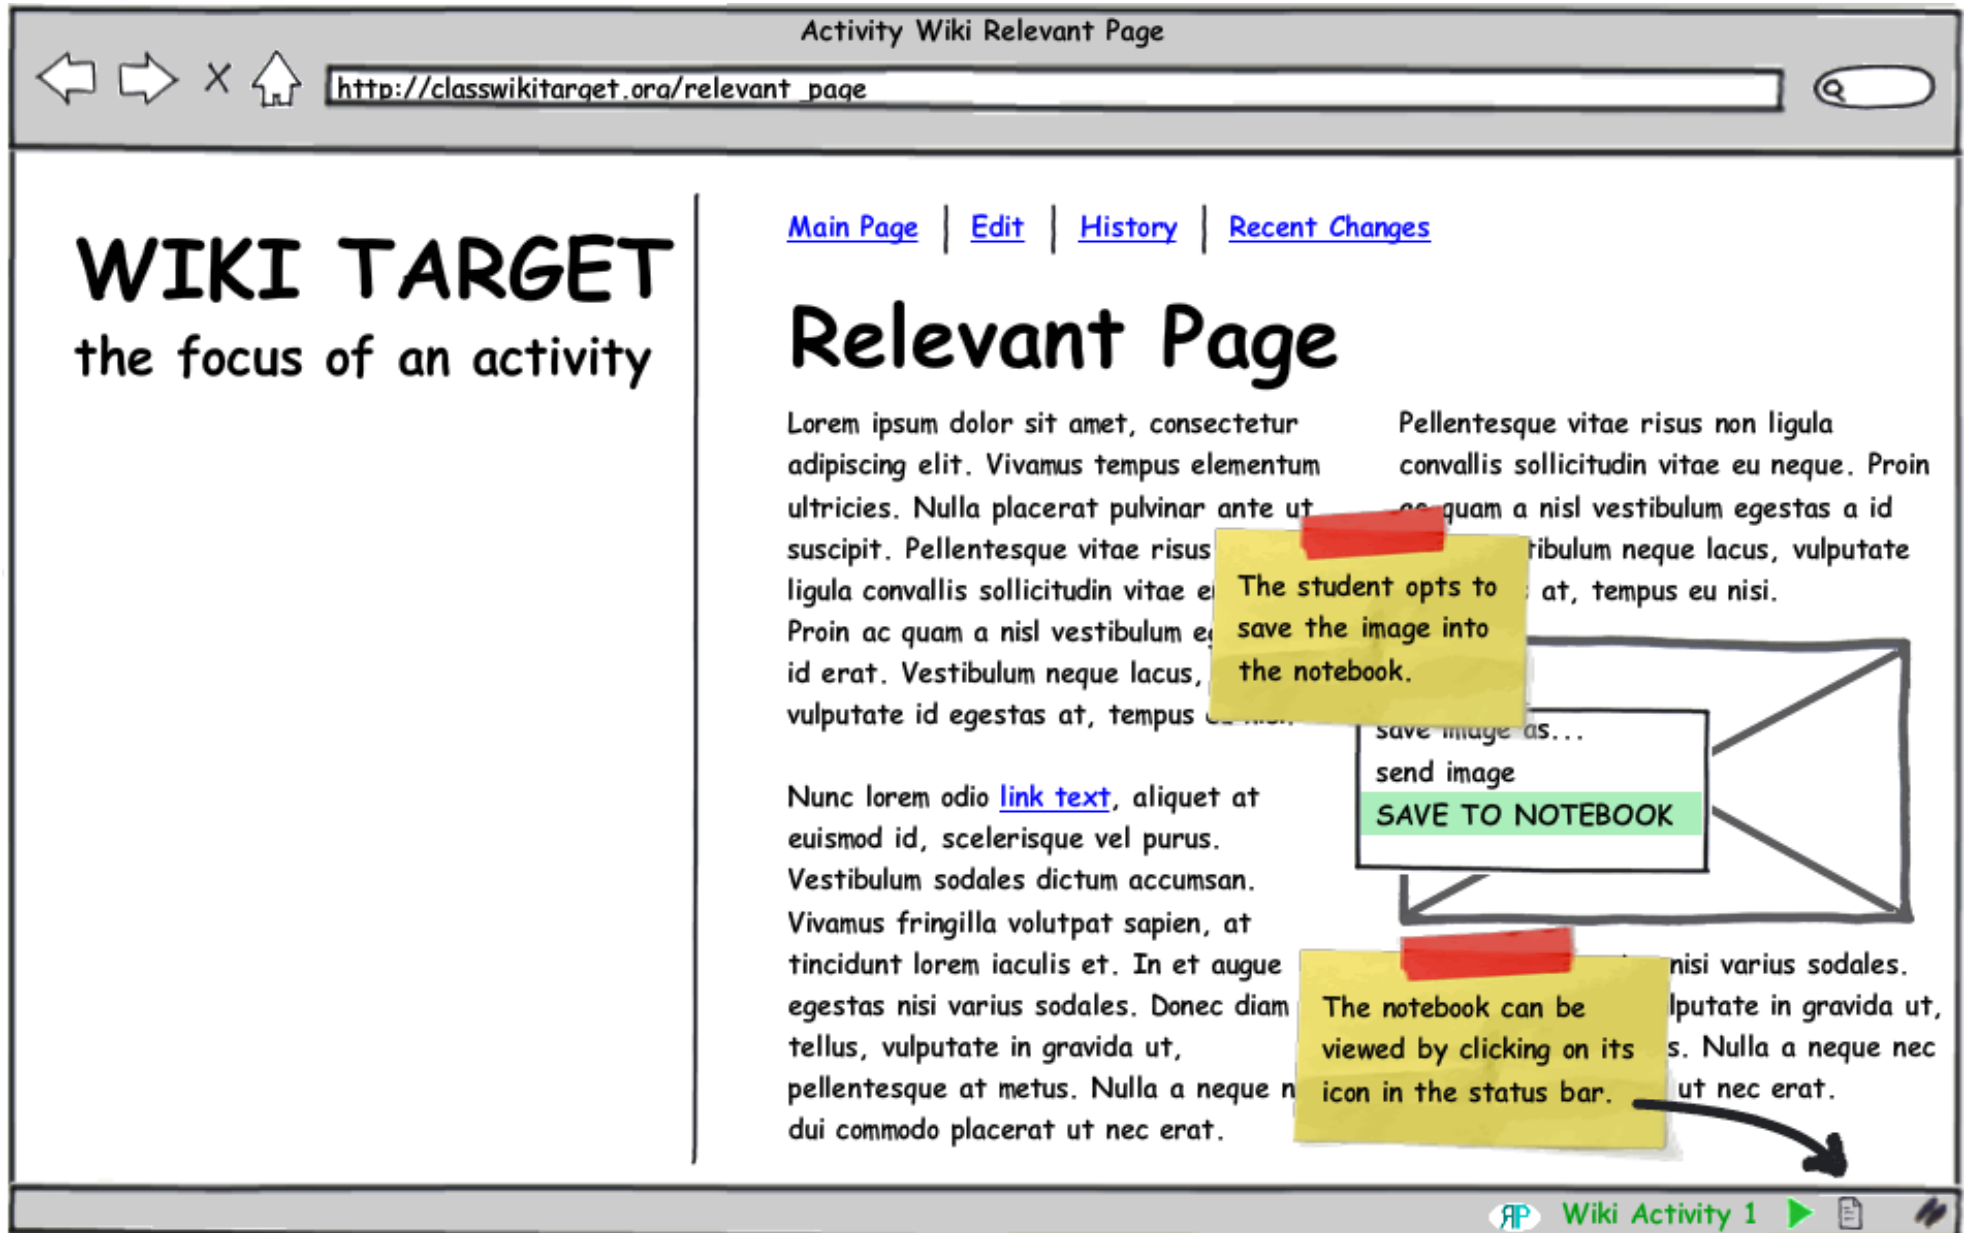 Activity Wiki Relevant Page
http://classwikitarget.org/relevant_page
WIKI TARGET
the focus of an activity
Main Page | Edit | History | Recent Changes
Relevant Page
Lorem ipsum dolor sit amet, consectetur
adipiscing elit. Vivamus tempus elementum
ultricies. Nulla placerat pulvinar ante ut
suscipit. Pellentesque vitae risus
ligula convallis sollicitudin vitae
Proin ac quam a nisl vestibulum
id erat. Vestibulum neque lacus,
vulputate id egestas at, tempus
Nunc lorem odio link text, aliquet at
euismod id, scelerisque vel purus.
Vestibulum sodales dictum accumsan.
Vivamus fringilla volutpat sapien, at
tincidunt lorem iaculis et. In et augue
egestas nisi varius sodales. Donec diam
tellus, vulputate in gravida ut,
pellentesque at metus. Nulla a neque
dui commodo placerat ut nec erat.
Pellentesque vitae risus non ligula
convallis sollicitudin vitae eu neque. Proin
ac quam a nisl vestibulum egestas a id
neque lacus, vulputate
at, tempus eu nisi.
The student opts to
save the image into
the notebook.
save image as...
send image
SAVE TO NOTEBOOK
nisi varius sodales.
in gravida ut,
Nulla a neque nec
ut nec erat.
The notebook can be
viewed by clicking on its
icon in the status bar.
RP Wiki Activity 1